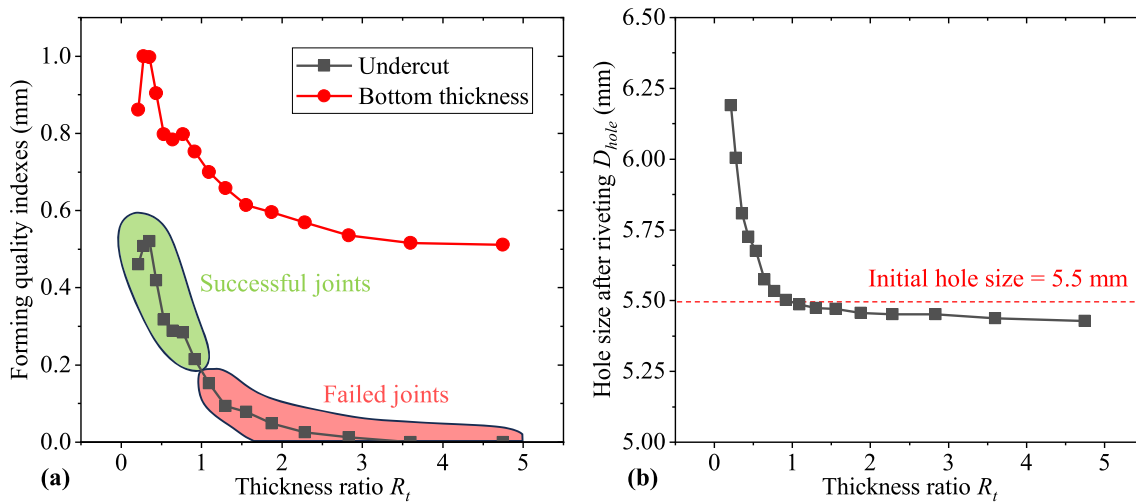 Forming quality indexes (mm)
1.0
0.8
0.6
0.4
0.2
0.0
Undercut
Bottom thickness
Successful joints
Failed joints
0 1 2 3 4 5
Thickness ratio R_t
(a)
Hole size after riveting D_hole (mm)
6.50
6.25
6.00
5.75
5.50
5.25
5.00
Initial hole size = 5.5 mm
0 1 2 3 4 5
Thickness ratio R_t
(b)